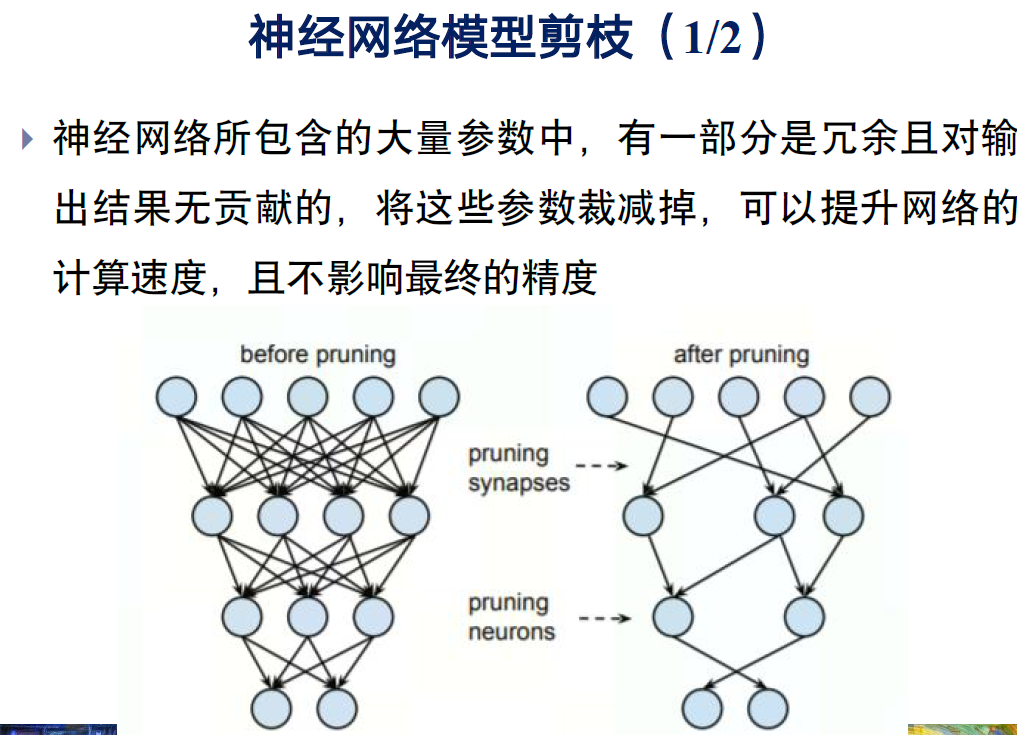 神经网络模型剪枝（1/2）
神经网络所包含的大量参数中，有一部分是冗余且对输
出结果无贡献的，将这些参数裁减掉，可以提升网络的
计算速度，且不影响最终的精度
before pruning
after pruning
pruning
synapses
pruning
neurons